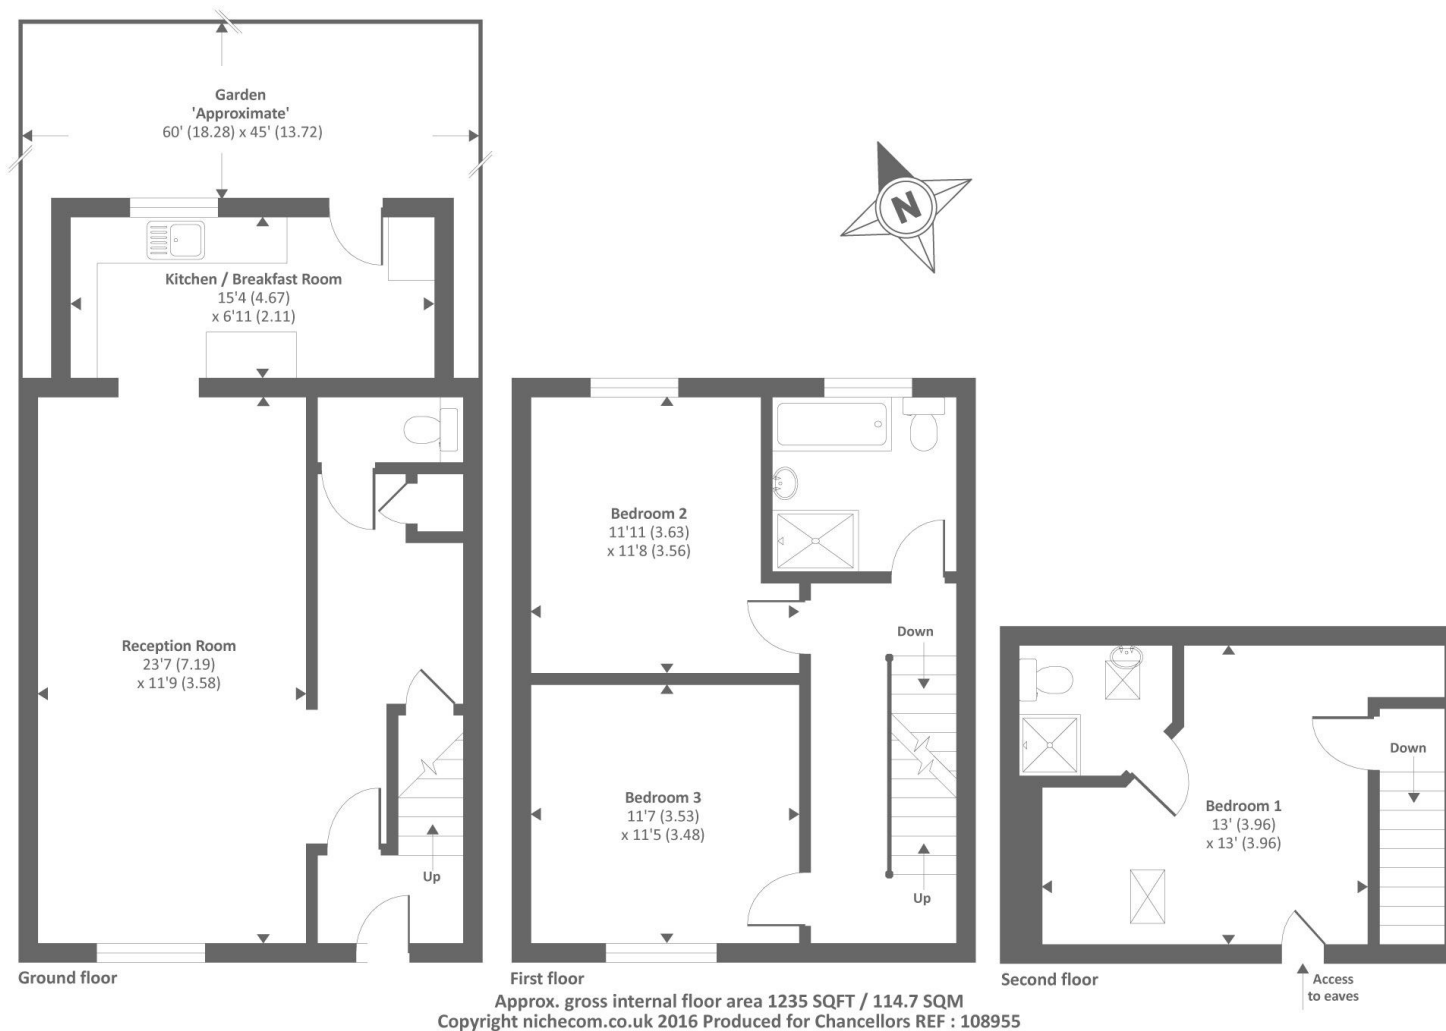 Garden
'Approximate'
60' (18.28) x 45' (13.72)
N
Kitchen / Breakfast Room
15'4 (4.67)
x 6'11 (2.11)
Reception Room
23'7 (7.19)
x 11'9 (3.58)
Up
Ground floor
Bedroom 2
11'11 (3.63)
x 11'8 (3.56)
Down
Bedroom 3
11'7 (3.53)
x 11'5 (3.48)
Up
First floor
Down
Bedroom 1
13' (3.96)
x 13' (3.96)
Second floor
Access
to eaves
Approx. gross internal floor area 1235 SQFT / 114.7 SQM
Copyright nichecom.co.uk 2016 Produced for Chancellors REF : 108955